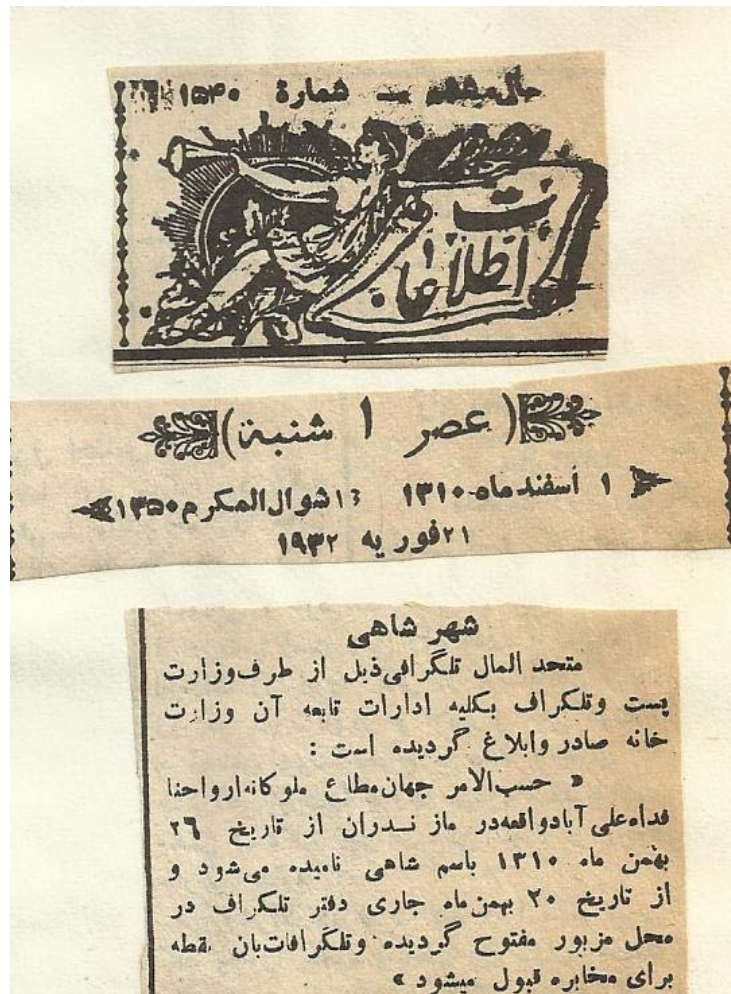 سال ششم — شمارهٔ ۱۵۴۰
اطلاعات
(عصر ۱ شنبه)
۱ اسفندماه ۱۳۱۰ شوال‌المکرم ۱۳۵۰
۲۱ فوریه ۱۹۳۲
شهر شاهی
متحد المال تلگرافی ذیل از طرف وزارت
پست وتلگراف بکلیه ادارات تابعه آن وزارت
خانه صادر وابلاغ گردیده است :
« حسب‌الامر جهان‌مطاع ملوکانه ارواحنا
فداه علی آباد واقعه در مازندران از تاریخ ۲۶
بهمن ماه ۱۳۱۰ باسم شاهی نامیده می‌شود و
از تاریخ ۲۰ بهمن ماه جاری دفتر تلگراف در
محل مزبور مفتوح گردیده وتلگرافات بان نقطه
برای مخابره قبول میشود »